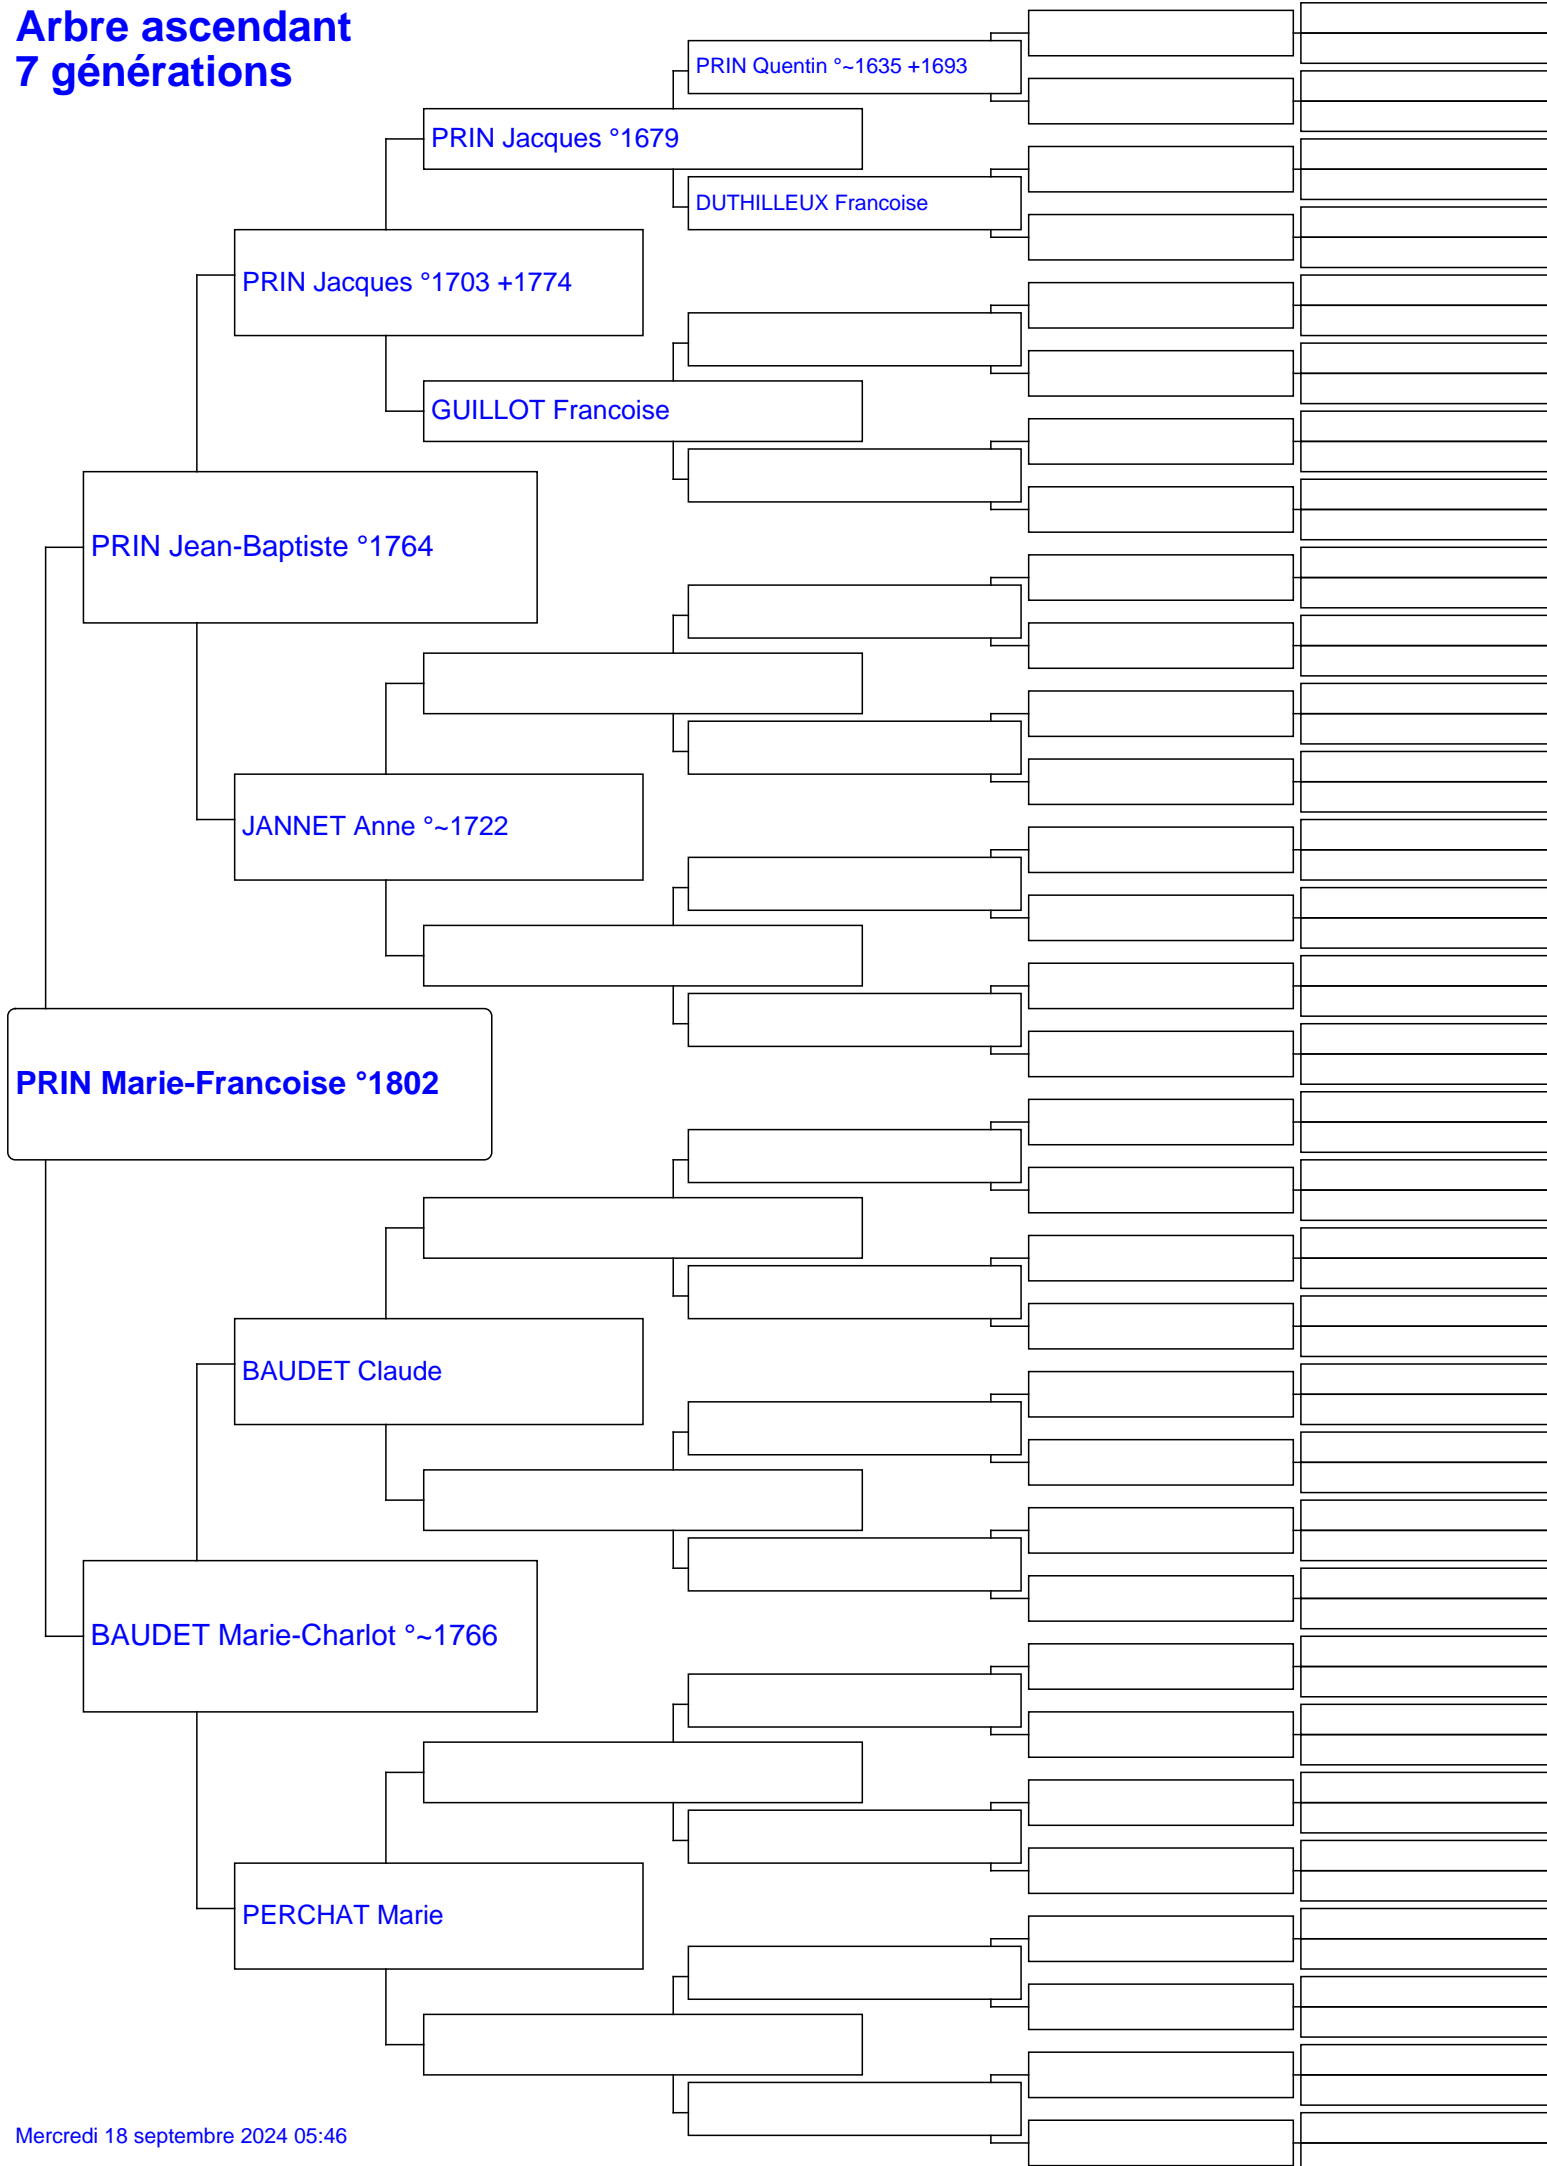 Arbre ascendant
7 générations
PRIN Quentin °~1635 +1693
PRIN Jacques °1679
DUTHILLEUX Francoise
PRIN Jacques °1703 +1774
GUILLOT Francoise
PRIN Jean-Baptiste °1764
JANNET Anne °~1722
PRIN Marie-Francoise °1802
BAUDET Claude
BAUDET Marie-Charlot °~1766
PERCHAT Marie
Mercredi 18 septembre 2024 05:46